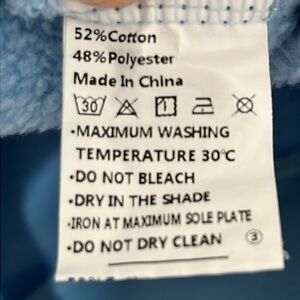 52%Cotton
48%Polyester
Made In China
30
•MAXIMUM WASHING
TEMPERATURE 30℃
•DO NOT BLEACH
•DRY IN THE SHADE
•IRON AT MAXIMUM SOLE PLATE
•DO NOT DRY CLEAN ③